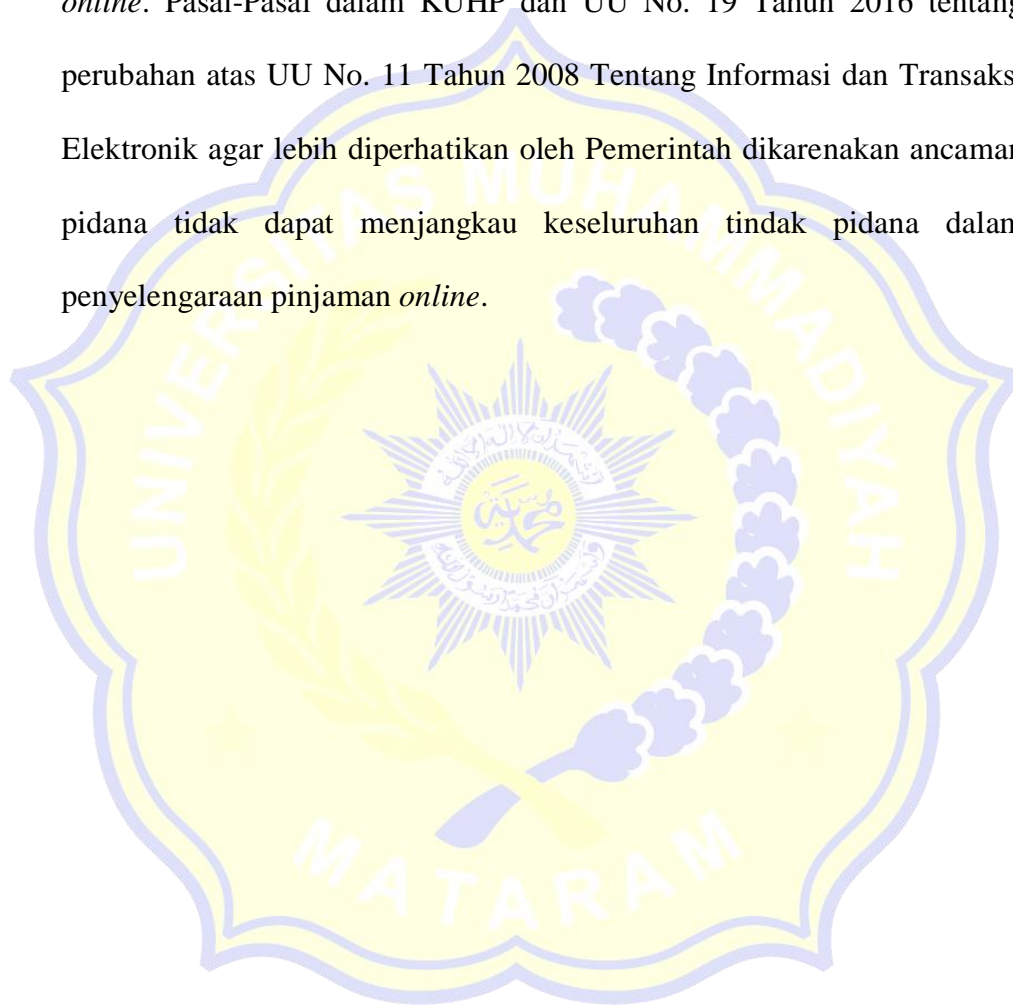 online. Pasal-Pasal dalam KUHP dan UU No. 19 Tahun 2016 tentang
perubahan atas UU No. 11 Tahun 2008 Tentang Informasi dan Transaks
Elektronik agar lebih diperhatikan oleh Pemerintah dikarenakan ancaman
pidana tidak dapat menjangkau keseluruhan tindak pidana dalam
penyelengaraan pinjaman online.
UNIVERSITAS MUHAMMADIYAH
MATARAM